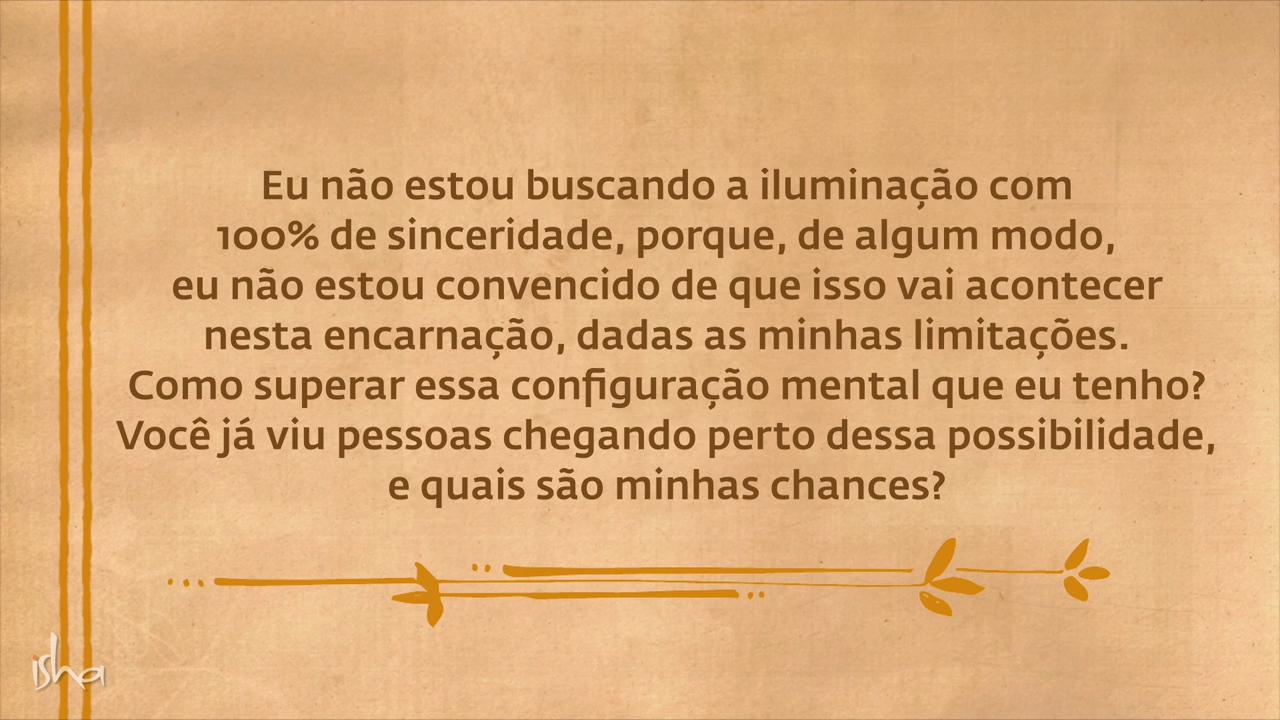 Eu não estou buscando a iluminação com
100% de sinceridade, porque, de algum modo,
eu não estou convencido de que isso vai acontecer
nesta encarnação, dadas as minhas limitações.
Como superar essa configuração mental que eu tenho?
Você já viu pessoas chegando perto dessa possibilidade,
e quais são minhas chances?
isha